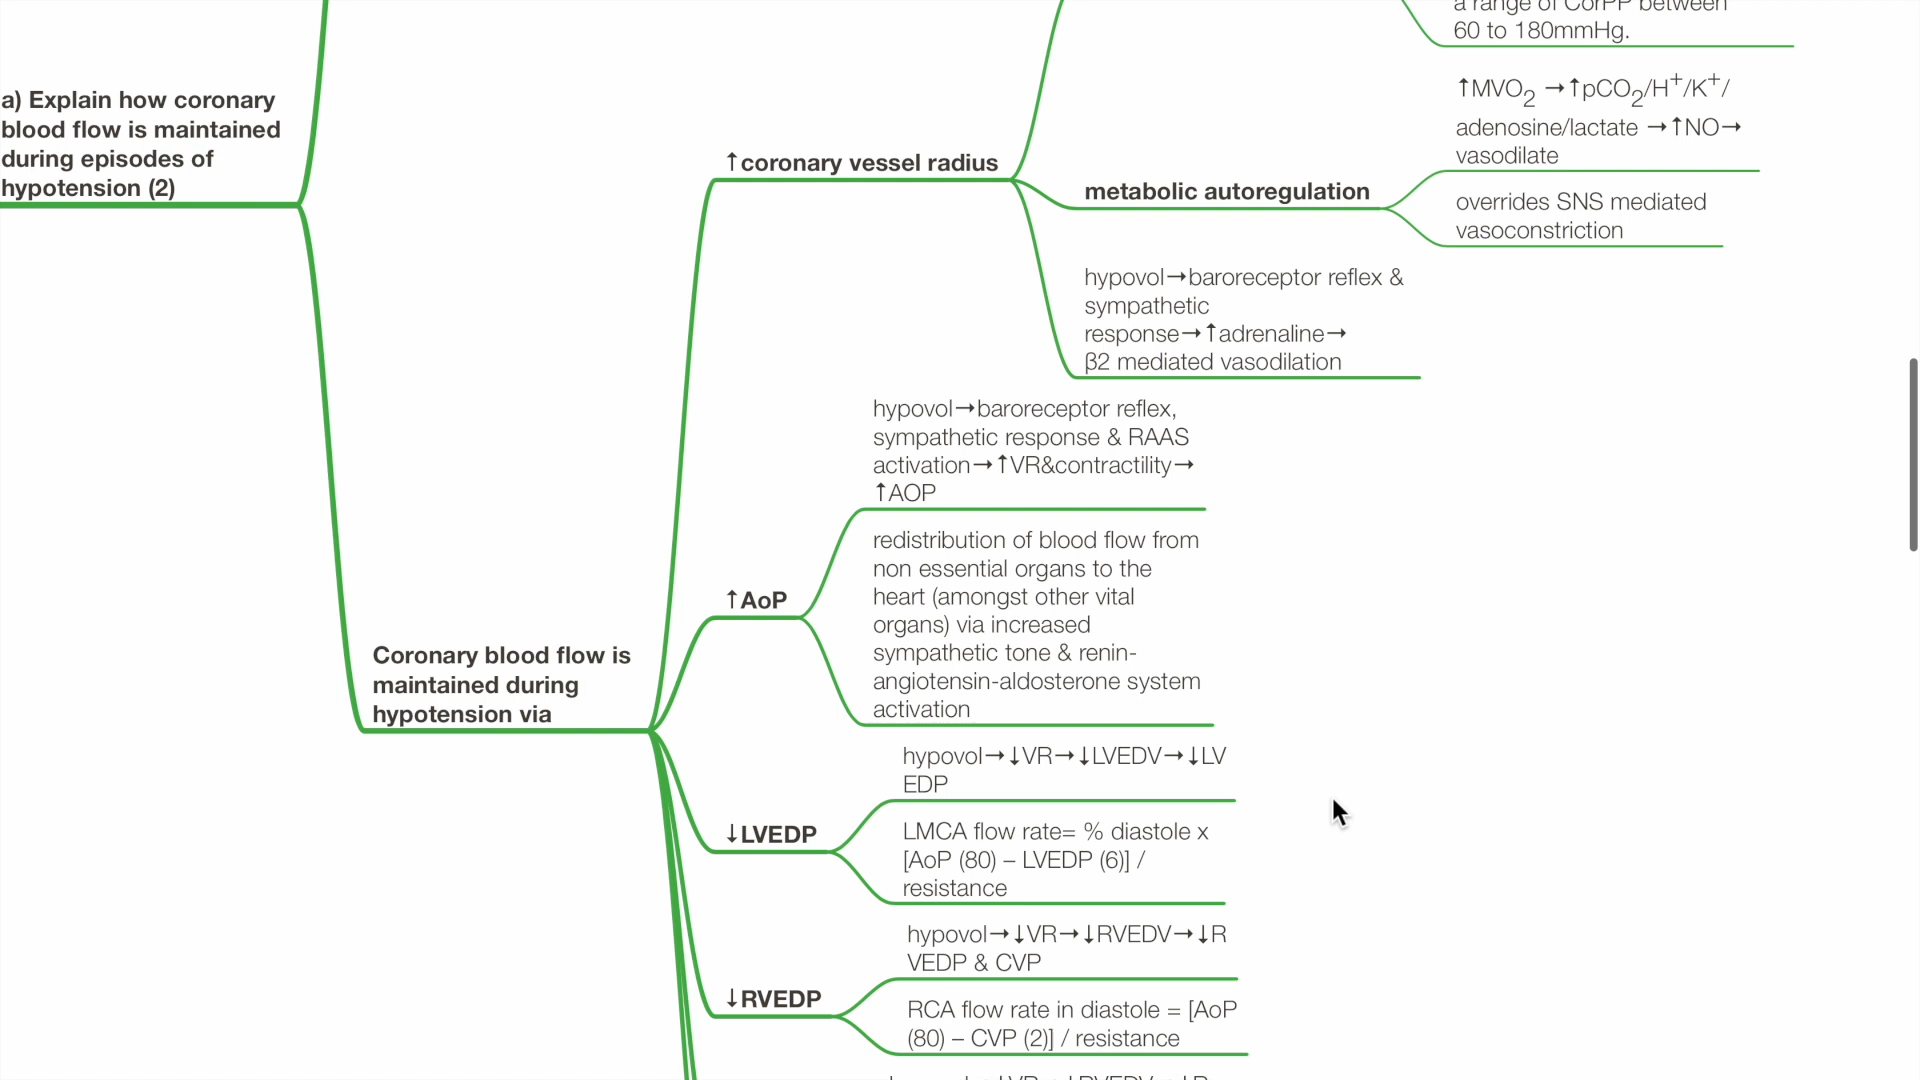 a range of CorPP between
60 to 180mmHg.
a) Explain how coronary
blood flow is maintained
during episodes of
hypotension (2)
↑coronary vessel radius
metabolic autoregulation
↑MVO2 →↑pCO2/H+/K+/
adenosine/lactate →↑NO→
vasodilate
overrides SNS mediated
vasoconstriction
hypovol→baroreceptor reflex &
sympathetic
response→↑adrenaline→
β2 mediated vasodilation
Coronary blood flow is
maintained during
hypotension via
↑AoP
hypovol→baroreceptor reflex,
sympathetic response & RAAS
activation→↑VR&contractility→
↑AOP
redistribution of blood flow from
non essential organs to the
heart (amongst other vital
organs) via increased
sympathetic tone & renin-
angiotensin-aldosterone system
activation
↓LVEDP
hypovol→↓VR→↓LVEDV→↓LV
EDP
LMCA flow rate= % diastole x
[AoP (80) – LVEDP (6)] /
resistance
↓RVEDP
hypovol→↓VR→↓RVEDV→↓R
VEDP & CVP
RCA flow rate in diastole = [AoP
(80) – CVP (2)] / resistance